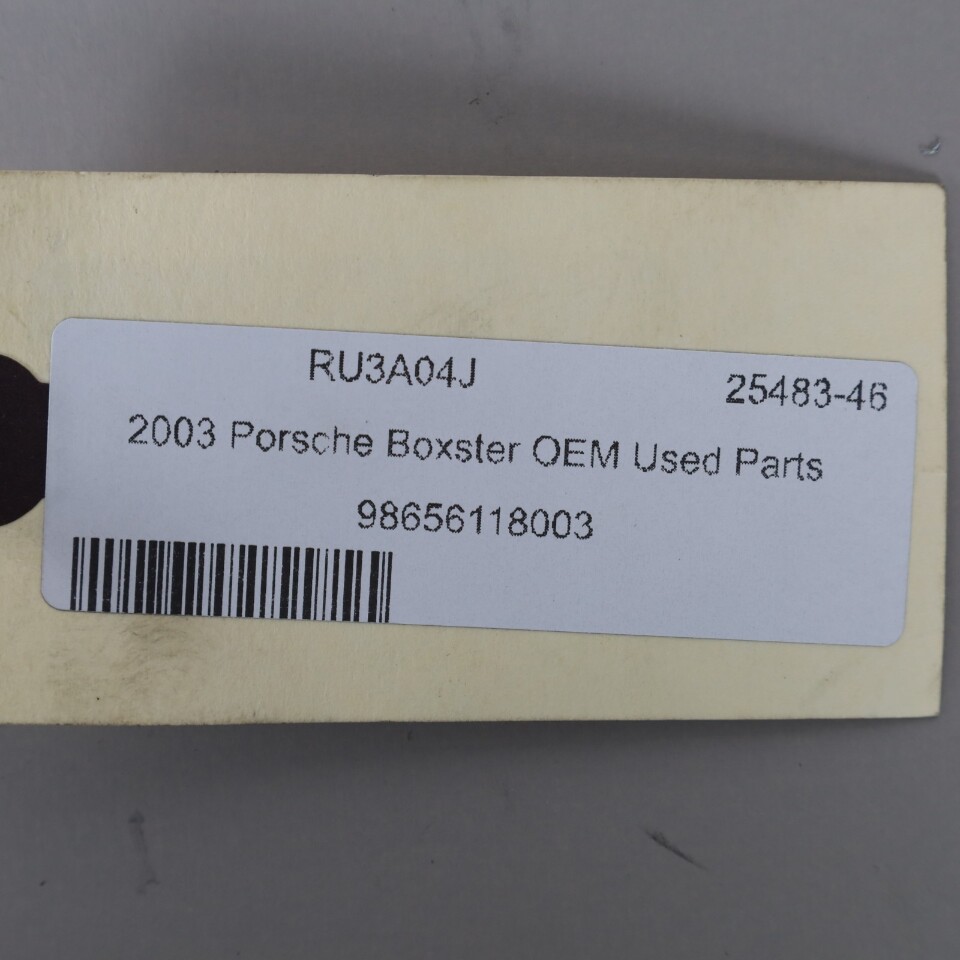 RU3A04J
25483-46
2003 Porsche Boxster OEM Used Parts
98656118003